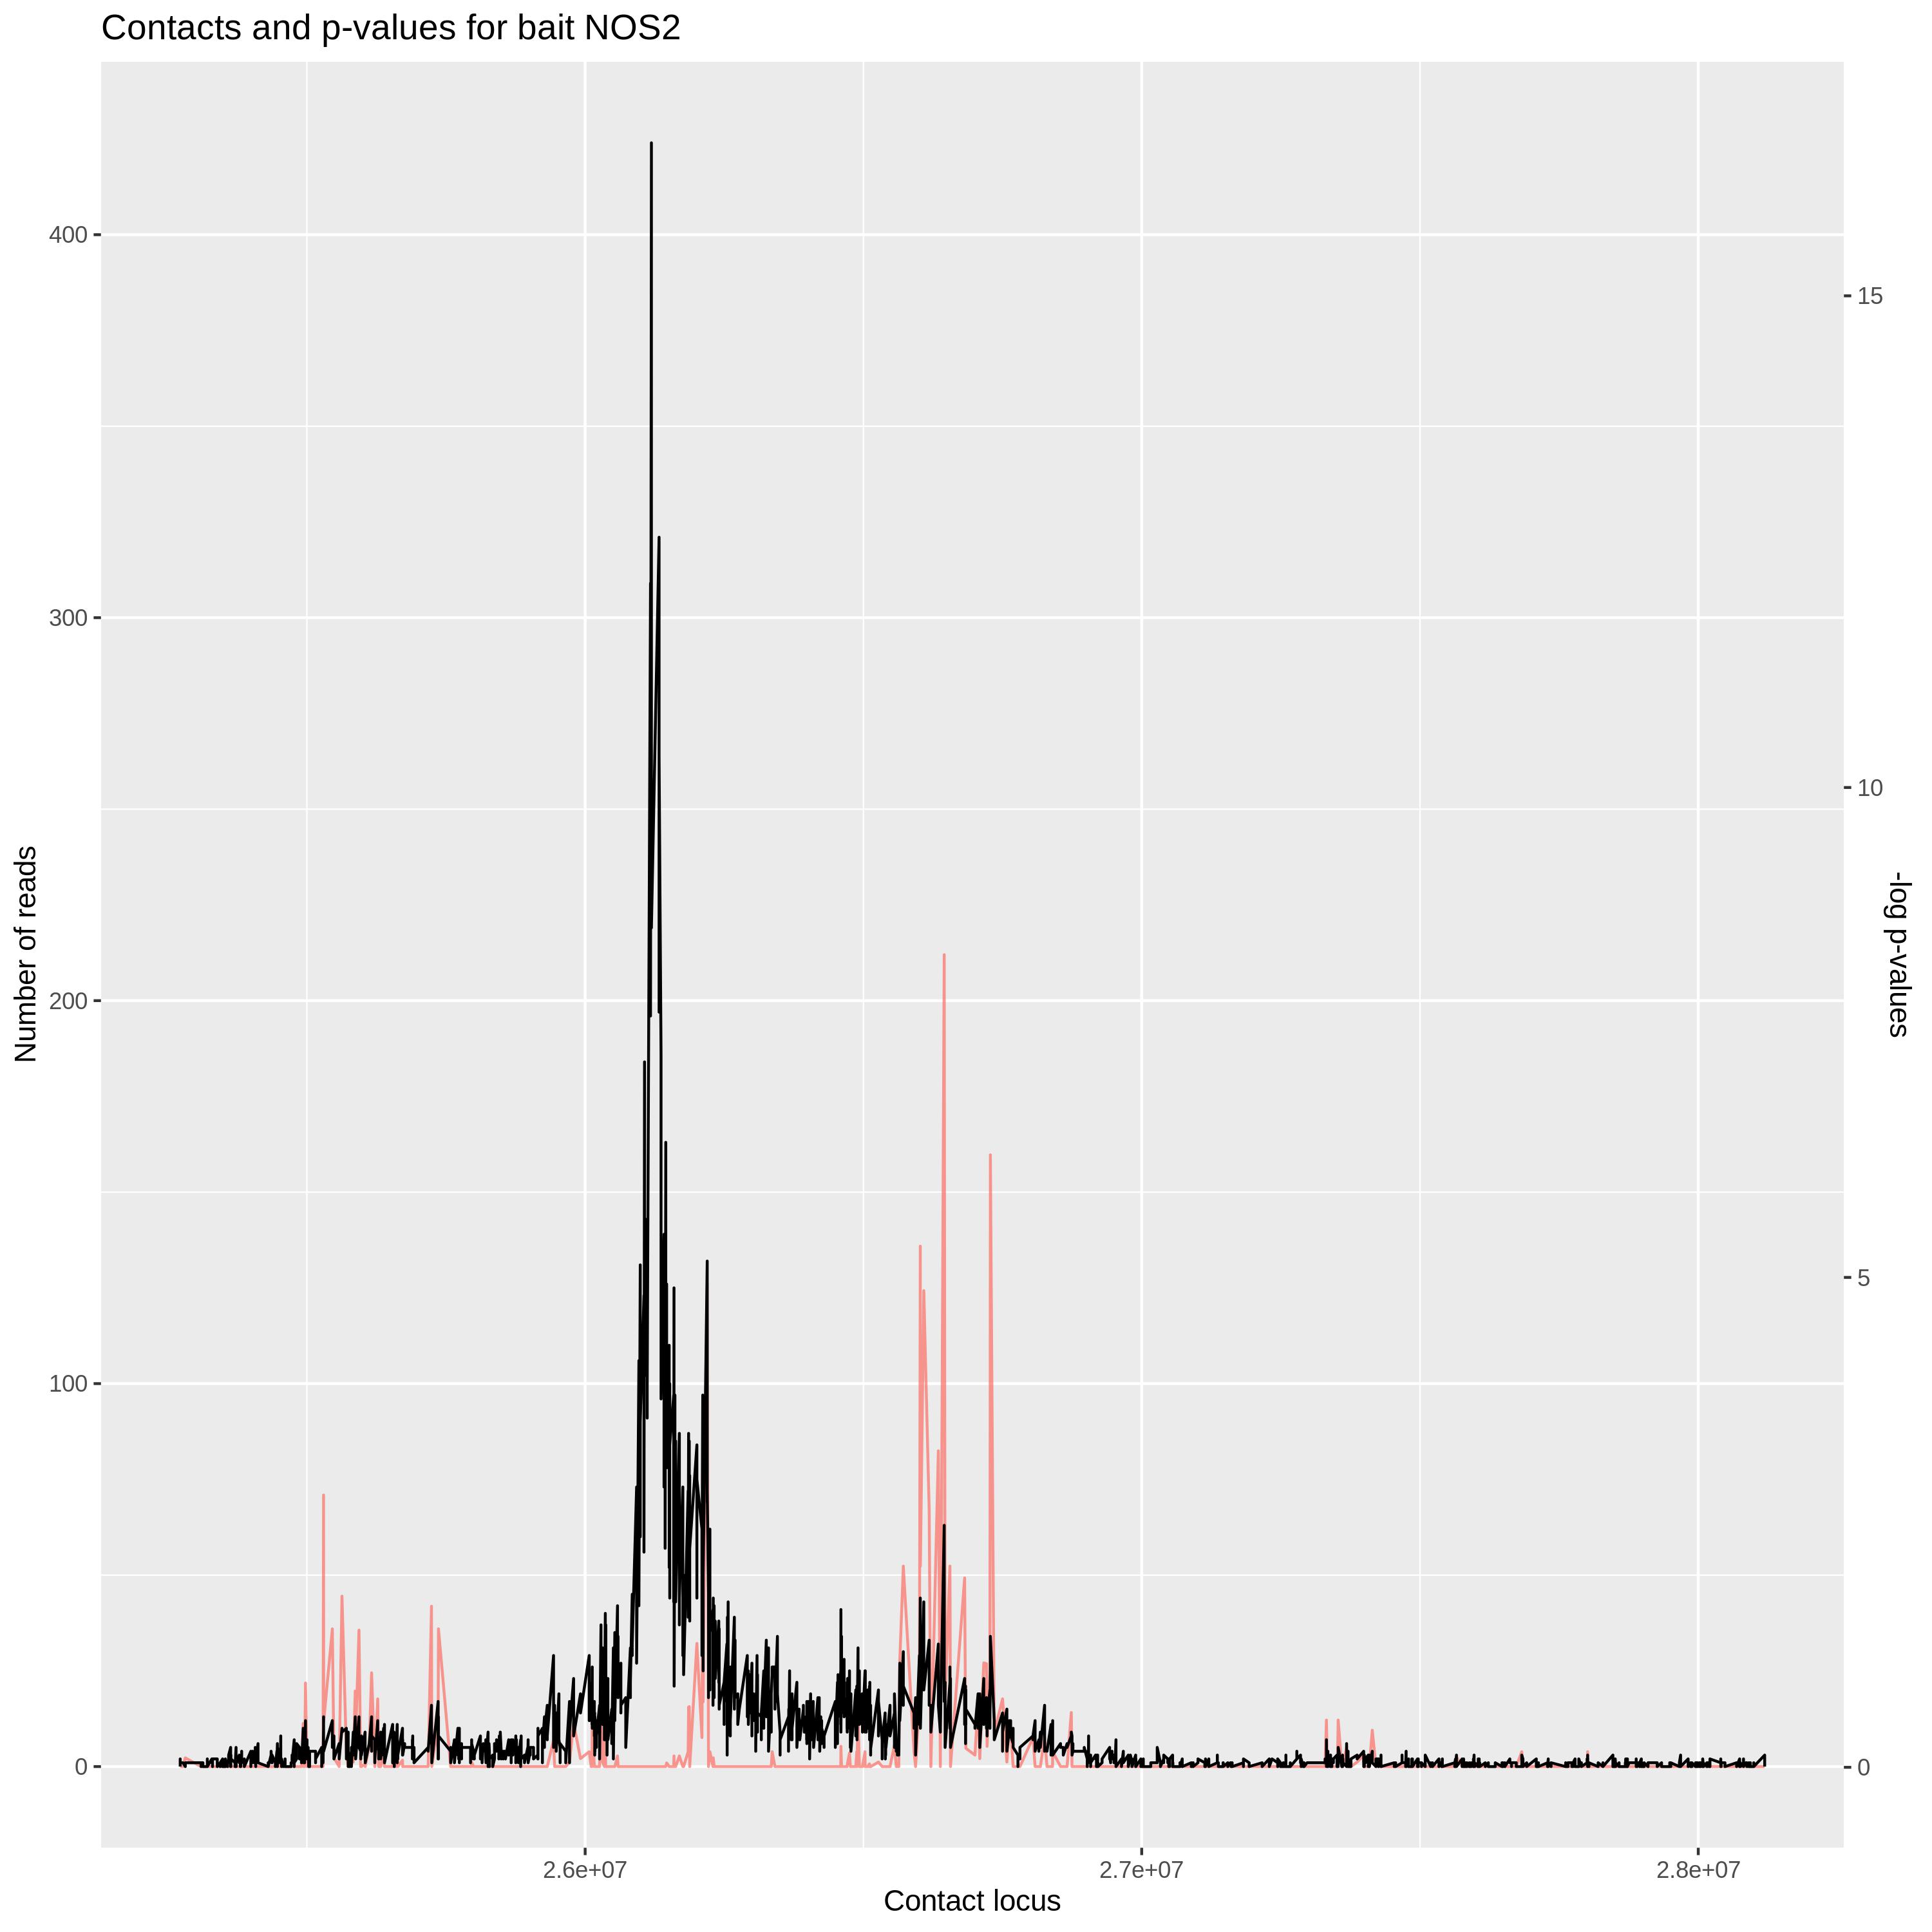 Contacts and p-values for bait NOS2
400
300
200
100
0
Number of reads
15
10
5
0
-log p-values
2.6e+07
2.7e+07
2.8e+07
Contact locus